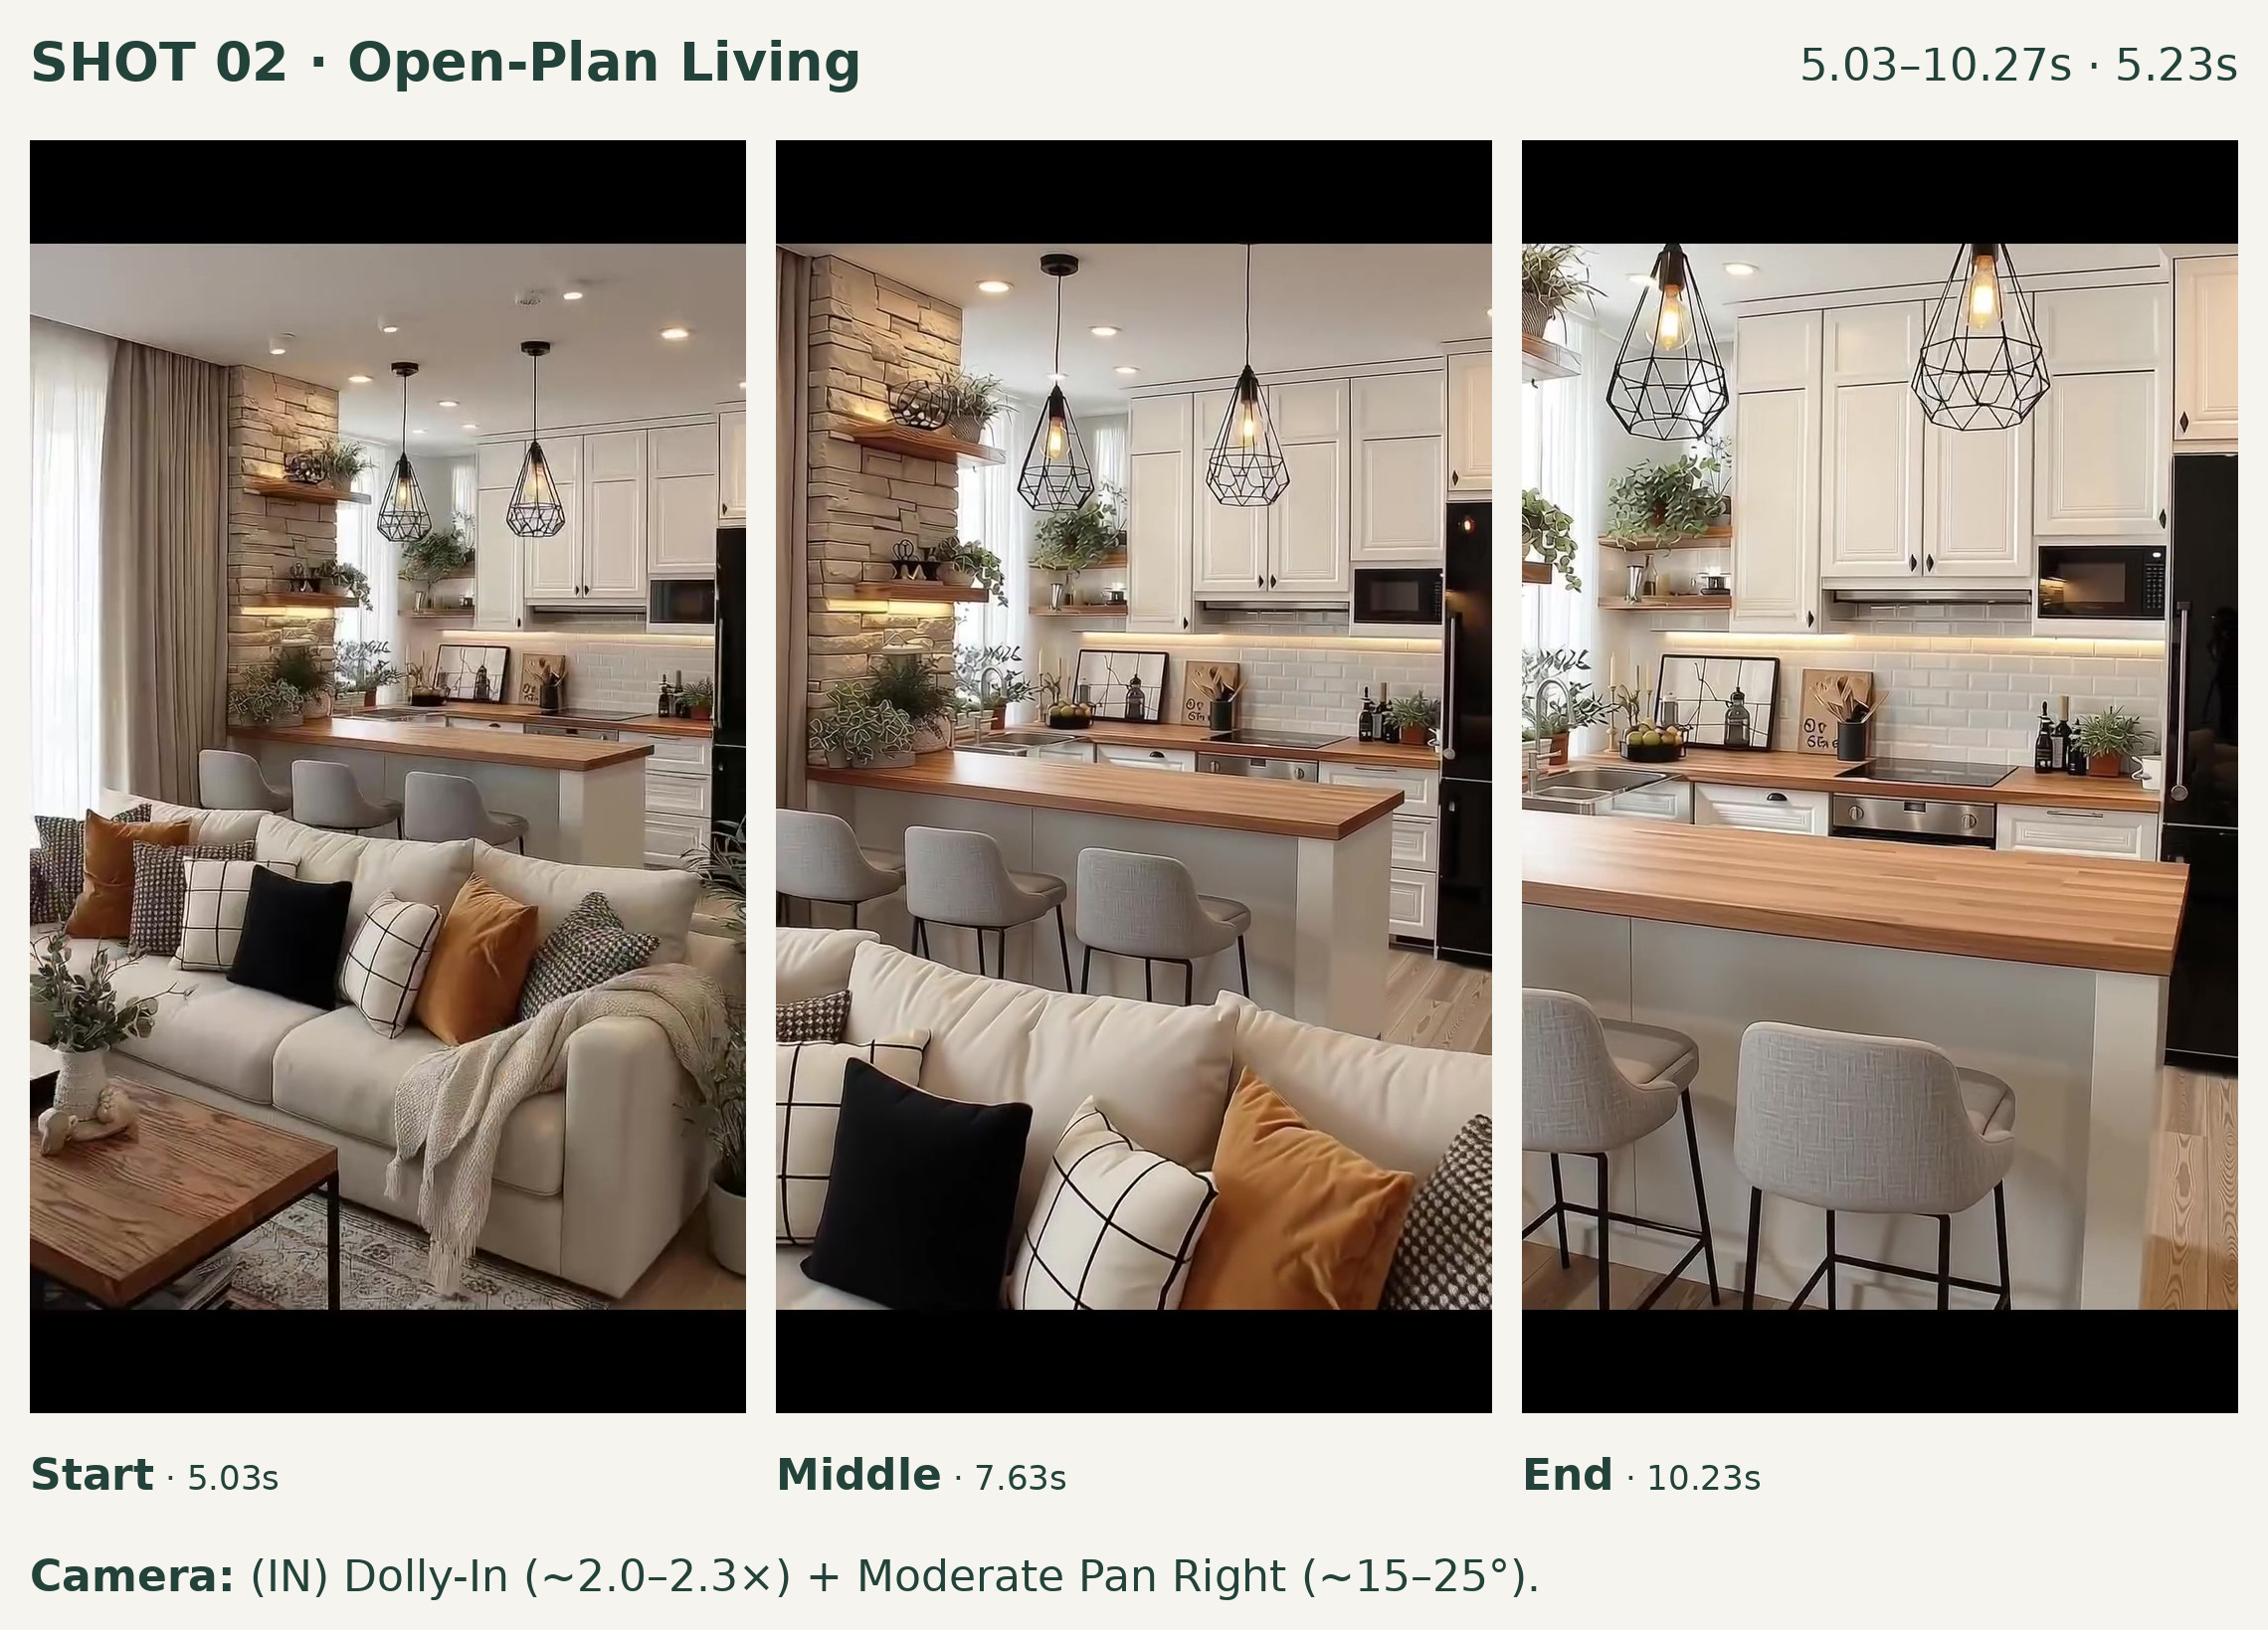 SHOT 02 · Open-Plan Living
5.03–10.27s · 5.23s
Start · 5.03s
Middle · 7.63s
End · 10.23s
Camera: (IN) Dolly-In (~2.0–2.3×) + Moderate Pan Right (~15–25°).